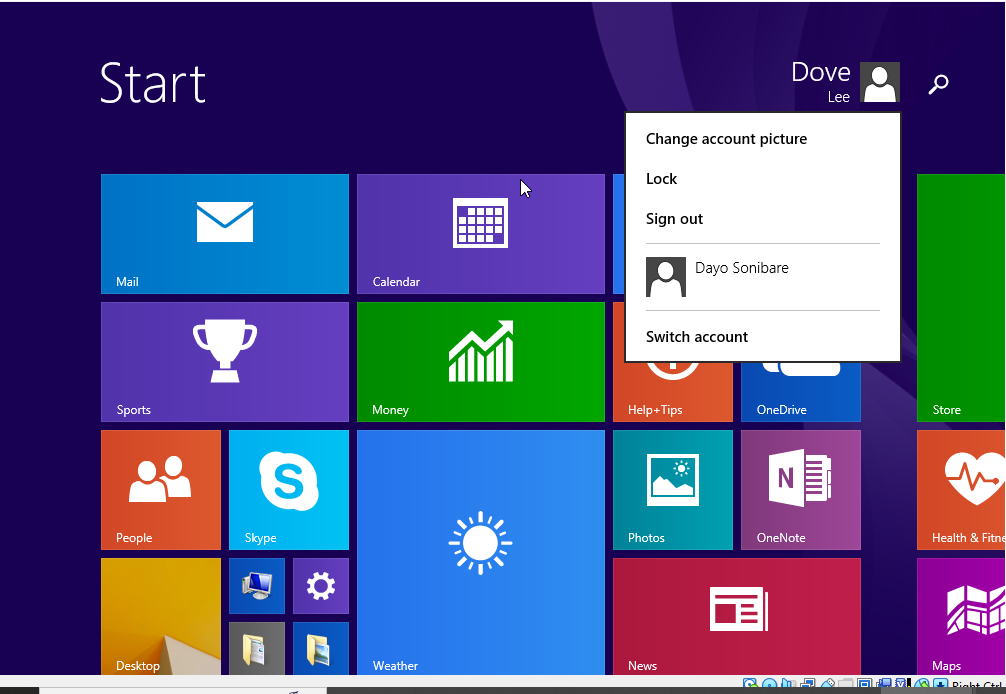 Start
Dove
Lee
Change account picture
Lock
Sign out
Dayo Sonibare
Switch account
Mail
Calendar
Sports
Money
Help+Tips
OneDrive
Store
People
Skype
S
Photos
N
OneNote
Health & Fitne
Desktop
Weather
News
Maps
Right Ctrl